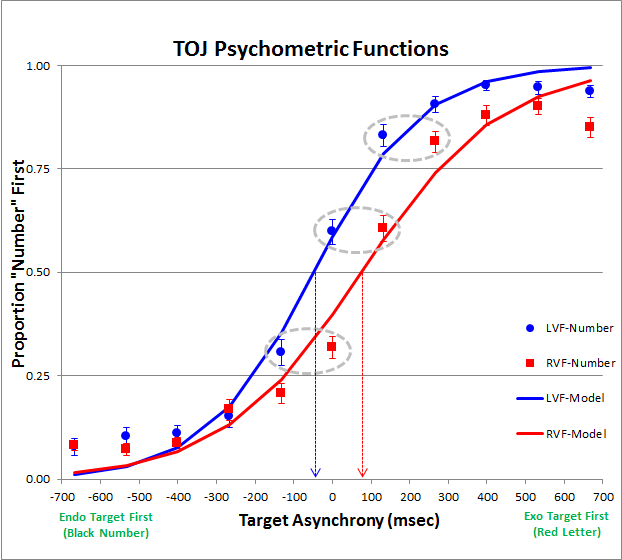 TOJ Psychometric Functions
Proportion "Number" First
1.00
0.75
0.50
0.25
0.00
LVF-Number
RVF-Number
LVF-Model
RVF-Model
-700 -600 -500 -400 -300 -200 -100 0 100 200 300 400 500 600 700
Endo Target First
(Black Number)
Target Asynchrony (msec)
Exo Target First
(Red Letter)